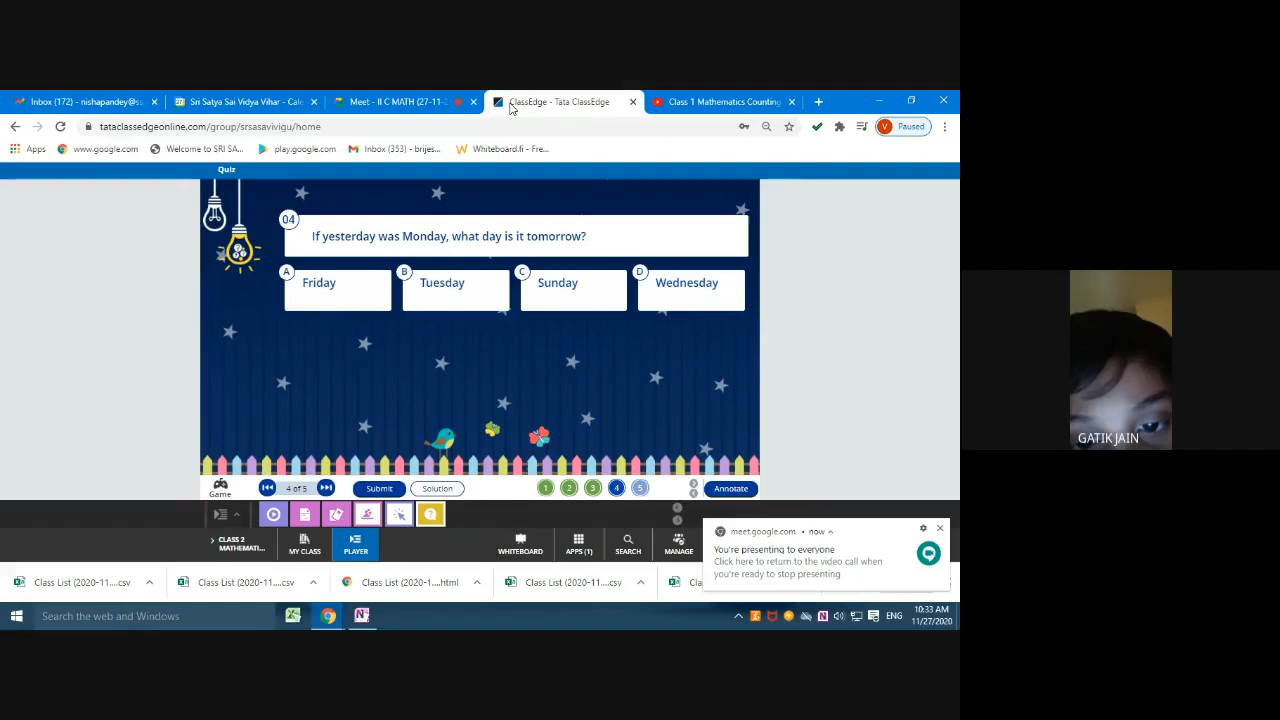 Inbox (172) - nishapandey@ss
Sri Satya Sai Vidya Vihar - Cale
Meet - II C MATH (27-11-2
ClassEdge - Tata ClassEdge
Class 1 Mathematics Counting
tataclassedgeonline.com/group/srsasavivigu/home
V Paused
Apps
www.google.com
Welcome to SRI SA...
play.google.com
Inbox (353) - brijes...
Whiteboard.fi - Fre...
Quiz
04
If yesterday was Monday, what day is it tomorrow?
A Friday
B Tuesday
C Sunday
D Wednesday
GATIK JAIN
Game
4 of 5
Submit
Solution
1 2 3 4 5
Annotate
CLASS 2
MATHEMATI...
MY CLASS
PLAYER
WHITEBOARD
APPS (1)
SEARCH
MANAGE
meet.google.com • now
You're presenting to everyone
Click here to return to the video call when
you're ready to stop presenting
Class List (2020-11....csv
Class List (2020-11....csv
Class List (2020-1....html
Class List (2020-11....csv
Search the web and Windows
ENG
10:33 AM
11/27/2020